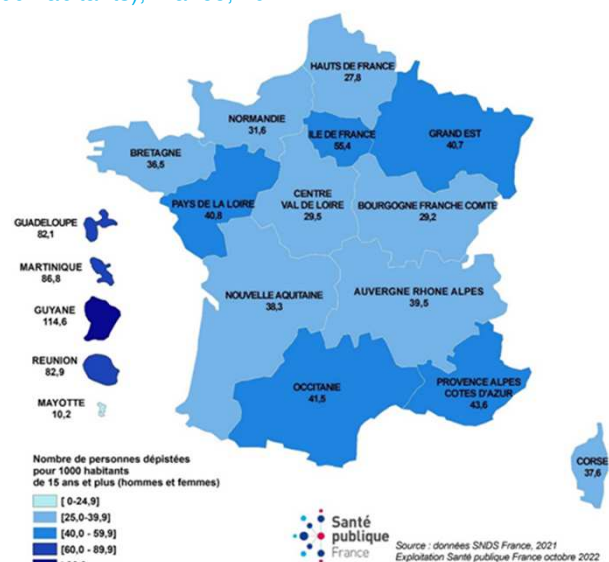 HAUTS DE FRANCE
27,8
NORMANDIE
31,6
ILE DE FRANCE
55,4
GRAND EST
40,7
BRETAGNE
36,5
PAYS DE LA LOIRE
40,8
CENTRE
VAL DE LOIRE
29,5
BOURGOGNE FRANCHE COMTE
29,2
GUADELOUPE
82,1
MARTINIQUE
86,8
GUYANE
114,6
REUNION
82,9
MAYOTTE
10,2
NOUVELLE AQUITAINE
38,3
AUVERGNE RHONE ALPES
39,5
OCCITANIE
41,5
PROVENCE ALPES
COTES D'AZUR
43,6
CORSE
37,6
Nombre de personnes dépistées
pour 1000 habitants
de 15 ans et plus (hommes et femmes)
[ 0-24,9]
[25,0-39,9]
[40,0 - 59,9]
[60,0 - 89,9]
Santé
publique
France
Source : données SNDS France, 2021
Exploitation Santé publique France octobre 2022